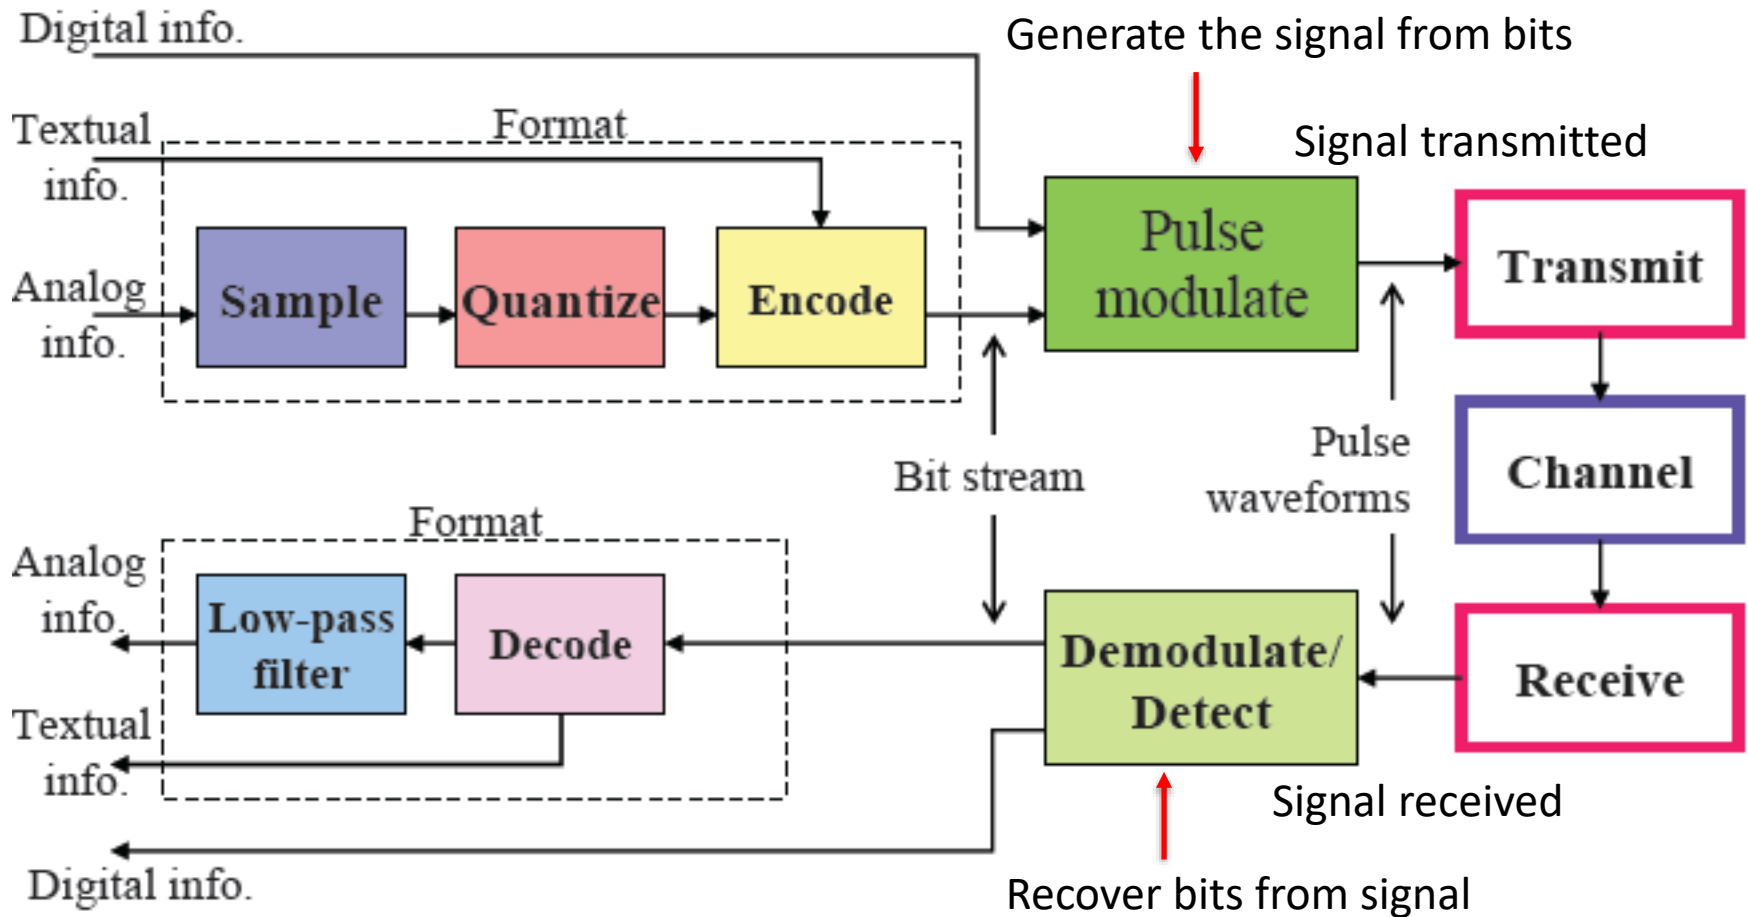 Digital info.
Generate the signal from bits
Textual
info.
Format
Signal transmitted
Analog
info.
Sample
Quantize
Encode
Pulse
modulate
Transmit
Bit stream
Pulse
waveforms
Channel
Format
Analog
info.
Low-pass
filter
Decode
Demodulate/
Detect
Receive
Textual
info.
Signal received
Digital info.
Recover bits from signal